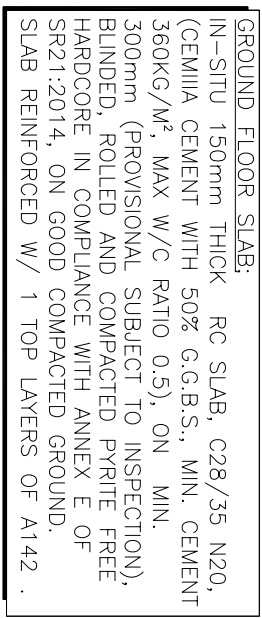 GROUND FLOOR SLAB:
IN-SITU 150mm THICK RC SLAB, C28/35 N20,
(CEMIIIA CEMENT WITH 50% G.G.B.S., MIN. CEMENT
360KG/M², MAX W/C RATIO 0.5), ON MIN.
300mm (PROVISIONAL SUBJECT TO INSPECTION),
BLINDED, ROLLED AND COMPACTED PYRITE FREE
HARDCORE IN COMPLIANCE WITH ANNEX E OF
SR21:2014, ON GOOD COMPACTED GROUND.
SLAB REINFORCED W/ 1 TOP LAYERS OF A142 .